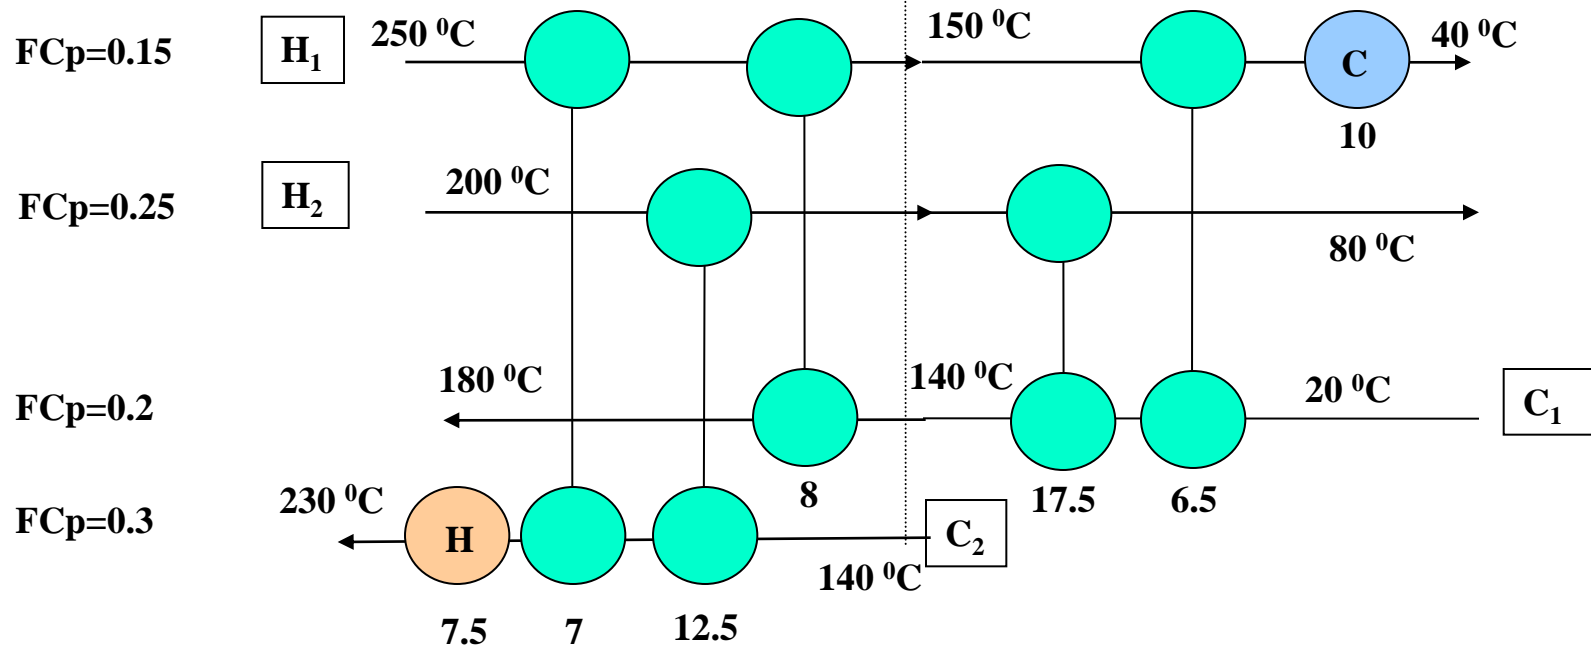 FCp=0.15 H₁ 250 ⁰C 150 ⁰C 40 ⁰C
C
10
FCp=0.25 H₂ 200 ⁰C
80 ⁰C
FCp=0.2 180 ⁰C 140 ⁰C 20 ⁰C C₁
8 17.5 6.5
FCp=0.3 230 ⁰C H C₂
140 ⁰C
7.5 7 12.5